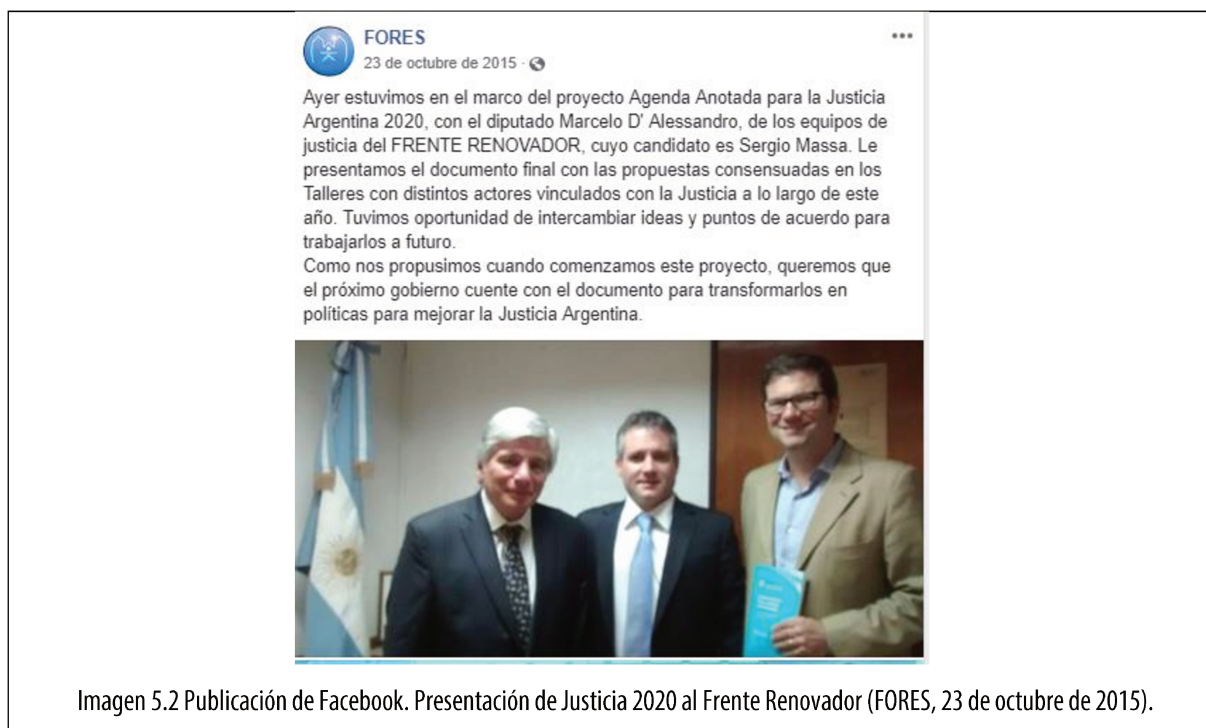 FORES
23 de octubre de 2015 ·
Ayer estuvimos en el marco del proyecto Agenda Anotada para la Justicia
Argentina 2020, con el diputado Marcelo D' Alessandro, de los equipos de
justicia del FRENTE RENOVADOR, cuyo candidato es Sergio Massa. Le
presentamos el documento final con las propuestas consensuadas en los
Talleres con distintos actores vinculados con la Justicia a lo largo de este
año. Tuvimos oportunidad de intercambiar ideas y puntos de acuerdo para
trabajarlos a futuro.
Como nos propusimos cuando comenzamos este proyecto, queremos que
el próximo gobierno cuente con el documento para transformarlos en
políticas para mejorar la Justicia Argentina.
Imagen 5.2 Publicación de Facebook. Presentación de Justicia 2020 al Frente Renovador (FORES, 23 de octubre de 2015).